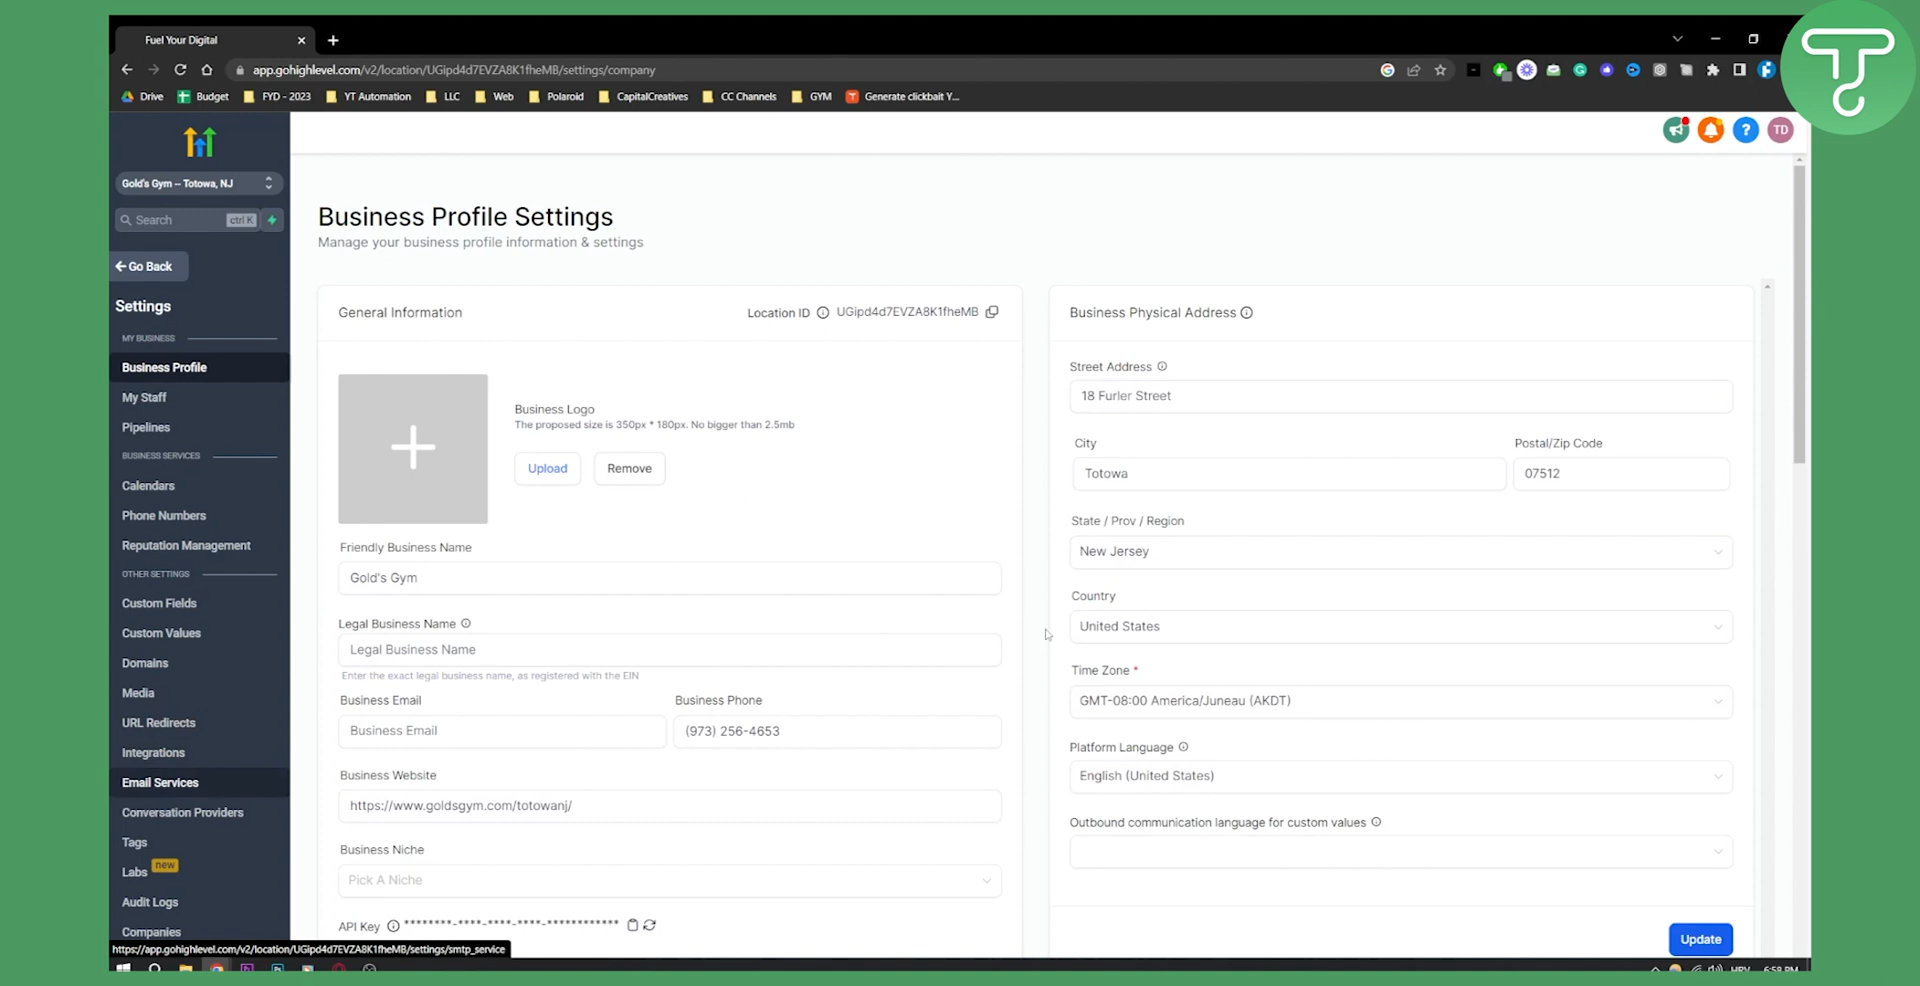 Fuel Your Digital
app.gohighlevel.com/v2/location/UGipd4d7EVZA8K1fheMB/settings/company
Drive
Budget
FYD - 2023
YT Automation
LLC
Web
Polaroid
CapitalCreatives
CC Channels
GYM
Generate clickbait Y...
Gold's Gym – Totowa, NJ
Search
ctrl K
TD
Go Back
Settings
MY BUSINESS
Business Profile
My Staff
Pipelines
BUSINESS SERVICES
Calendars
Phone Numbers
Reputation Management
OTHER SETTINGS
Custom Fields
Custom Values
Domains
Media
URL Redirects
Integrations
Email Services
Conversation Providers
Tags
Labs new
Audit Logs
Companies
Business Profile Settings
Manage your business profile information & settings
General Information
Location ID UGipd4d7EVZA8K1fheMB
Business Logo
The proposed size is 350px * 180px. No bigger than 2.5mb
Upload
Remove
Friendly Business Name
Gold's Gym
Legal Business Name
Legal Business Name
Enter the exact legal business name, as registered with the EIN
Business Email
Business Phone
Business Email
(973) 256-4653
Business Website
https://www.goldsgym.com/totowanj/
Business Niche
Pick A Niche
API Key ********-****-****-****-************
Business Physical Address
Street Address
18 Furler Street
City
Postal/Zip Code
Totowa
07512
State / Prov / Region
New Jersey
Country
United States
Time Zone *
GMT-08:00 America/Juneau (AKDT)
Platform Language
English (United States)
Outbound communication language for custom values
Update
https://app.gohighlevel.com/v2/location/UGipd4d7EVZA8K1fheMB/settings/smtp_service
HRV
6:58 PM